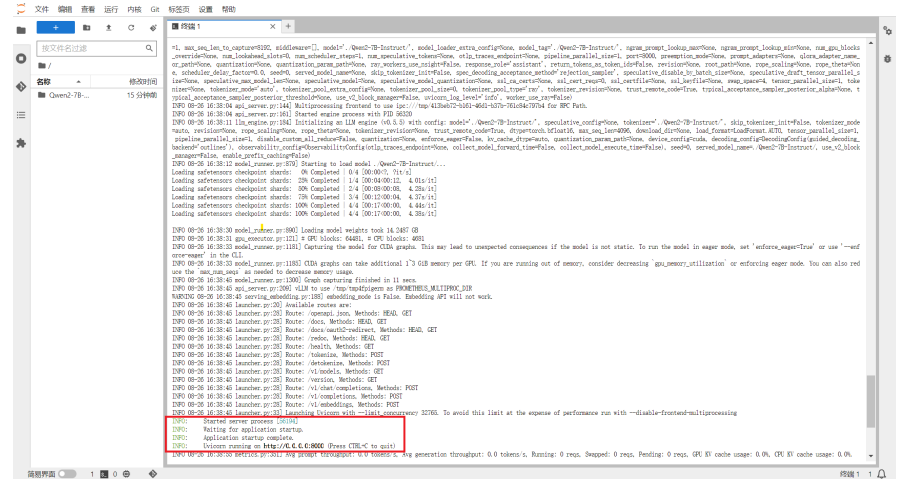 文件 编辑 查看 运行 内核 Git 标签页 设置 帮助
终端 1
按文件名过滤
/
名称 修改时间
Qwen2-7B-... 15 分钟前
=1, max_seq_len_to_capture=8192, middleware=[], model='./Qwen2-7B-Instruct/', model_loader_extra_config=None, model_tag='./Qwen2-7B-Instruct/', ngram_prompt_lookup_max=None, ngram_prompt_lookup_min=None, num_gpu_blocks
_override=None, num_lookahead_slots=0, num_scheduler_steps=1, num_speculative_tokens=None, otlp_traces_endpoint=None, pipeline_parallel_size=1, port=8000, preemption_mode=None, prompt_adapters=None, qlora_adapter_name_
or_path=None, quantization=None, quantization_param_path=None, ray_workers_use_nsight=False, response_role='assistant', return_tokens_as_token_ids=False, revision=None, root_path=None, rope_scaling=None, rope_theta=No
e, scheduler_delay_factor=0.0, seed=0, served_model_name=None, skip_tokenizer_init=False, spec_decoding_acceptance_method='rejection_sampler', speculative_disable_by_batch_size=None, speculative_draft_tensor_parallel_s
ize=None, speculative_max_model_len=None, speculative_model=None, speculative_model_quantization=None, ssl_ca_certs=None, ssl_cert_reqs=0, ssl_certfile=None, ssl_keyfile=None, swap_space=4, tensor_parallel_size=1, toke
nizer=None, tokenizer_mode='auto', tokenizer_pool_extra_config=None, tokenizer_pool_size=0, tokenizer_pool_type='ray', tokenizer_revision=None, trust_remote_code=True, typical_acceptance_sampler_posterior_alpha=None, t
ypical_acceptance_sampler_posterior_threshold=None, use_v2_block_manager=False, uvicorn_log_level='info', worker_use_ray=False)
INFO 08-26 16:38:04 api_server.py:144] Multiprocessing frontend to use for RPC Path.
INFO 08-26 16:38:04 api_server.py:161] Started engine process with PID 56320
INFO 08-26 16:38:11 llm_engine.py:184] Initializing an LLM engine (v0.5.5) with config: model='./Qwen2-7B-Instruct/', speculative_config=None, tokenizer='./Qwen2-7B-Instruct/', skip_tokenizer_init=False, tokenizer_mode
=auto, revision=None, rope_scaling=None, rope_theta=None, tokenizer_revision=None, trust_remote_code=True, dtype=torch.bfloat16, max_seq_len=4096, download_dir=None, load_format=LoadFormat.AUTO, tensor_parallel_size=1,
pipeline_parallel_size=1, disable_custom_all_reduce=False, quantization=None, enforce_eager=False, kv_cache_dtype=auto, quantization_param_path=None, device_config=cuda, decoding_config=DecodingConfig(guided_decoding_
backend='outlines'), observability_config=ObservabilityConfig(otlp_traces_endpoint=None, collect_model_forward_time=False, collect_model_execute_time=False), seed=0, served_model_name=./Qwen2-7B-Instruct/, use_v2_block
_manager=False, enable_prefix_caching=False)
INFO 08-26 16:38:12 model_runner.py:879] Starting to load model ./Qwen2-7B-Instruct/...
Loading safetensors checkpoint shards: 0% Completed | 0/4 [00:00<?, ?it/s]
Loading safetensors checkpoint shards: 25% Completed | 1/4 [00:04<00:12, 4.01s/it]
Loading safetensors checkpoint shards: 50% Completed | 2/4 [00:08<00:08, 4.28s/it]
Loading safetensors checkpoint shards: 75% Completed | 3/4 [00:12<00:04, 4.37s/it]
Loading safetensors checkpoint shards: 100% Completed | 4/4 [00:17<00:00, 4.44s/it]
Loading safetensors checkpoint shards: 100% Completed | 4/4 [00:17<00:00, 4.38s/it]
INFO 08-26 16:38:30 model_runner.py:890] Loading model weights took 14.2487 GB
INFO 08-26 16:38:31 gpu_executor.py:121] # GPU blocks: 64481, # CPU blocks: 4681
INFO 08-26 16:38:33 model_runner.py:1181] Capturing the model for CUDA graphs. This may lead to unexpected consequences if the model is not static. To run the model in eager mode, set 'enforce_eager=True' or use '--enf
orce-eager' in the CLI.
INFO 08-26 16:38:33 model_runner.py:1185] CUDA graphs can take additional 1~3 GiB memory per GPU. If you are running out of memory, consider decreasing `gpu_memory_utilization` or enforcing eager mode. You can also red
uce the `max_num_seqs` as needed to decrease memory usage.
INFO 08-26 16:38:45 model_runner.py:1300] Graph capturing finished in 11 secs.
INFO 08-26 16:38:45 api_server.py:209] vLLM to use /tmp/tmp4fpigerm as PROMETHEUS_MULTIPROC_DIR
WARNING 08-26 16:38:45 serving_embedding.py:188] embedding_mode is False. Embedding API will not work.
INFO 08-26 16:38:45 launcher.py:20] Available routes are:
INFO 08-26 16:38:45 launcher.py:28] Route: /openapi.json, Methods: HEAD, GET
INFO 08-26 16:38:45 launcher.py:28] Route: /docs, Methods: HEAD, GET
INFO 08-26 16:38:45 launcher.py:28] Route: /docs/oauth2-redirect, Methods: HEAD, GET
INFO 08-26 16:38:45 launcher.py:28] Route: /redoc, Methods: HEAD, GET
INFO 08-26 16:38:45 launcher.py:28] Route: /health, Methods: GET
INFO 08-26 16:38:45 launcher.py:28] Route: /tokenize, Methods: POST
INFO 08-26 16:38:45 launcher.py:28] Route: /detokenize, Methods: POST
INFO 08-26 16:38:45 launcher.py:28] Route: /v1/models, Methods: GET
INFO 08-26 16:38:45 launcher.py:28] Route: /version, Methods: GET
INFO 08-26 16:38:45 launcher.py:28] Route: /v1/chat/completions, Methods: POST
INFO 08-26 16:38:45 launcher.py:28] Route: /v1/completions, Methods: POST
INFO 08-26 16:38:45 launcher.py:28] Route: /v1/embeddings, Methods: POST
INFO 08-26 16:38:45 launcher.py:33] Launching Uvicorn with --limit_concurrency 32765. To avoid this limit at the expense of performance run with --disable-frontend-multiprocessing
INFO: Started server process [56194]
INFO: Waiting for application startup.
INFO: Application startup complete.
INFO: Uvicorn running on http://0.0.0.0:8000 (Press CTRL+C to quit)
INFO 08-26 16:38:55 metrics.py:351] Avg prompt throughput: 0.0 tokens/s, Avg generation throughput: 0.0 tokens/s, Running: 0 reqs, Swapped: 0 reqs, Pending: 0 reqs, GPU KV cache usage: 0.0%, CPU KV cache usage: 0.0%.
简易界面 1 0 终端 1 1